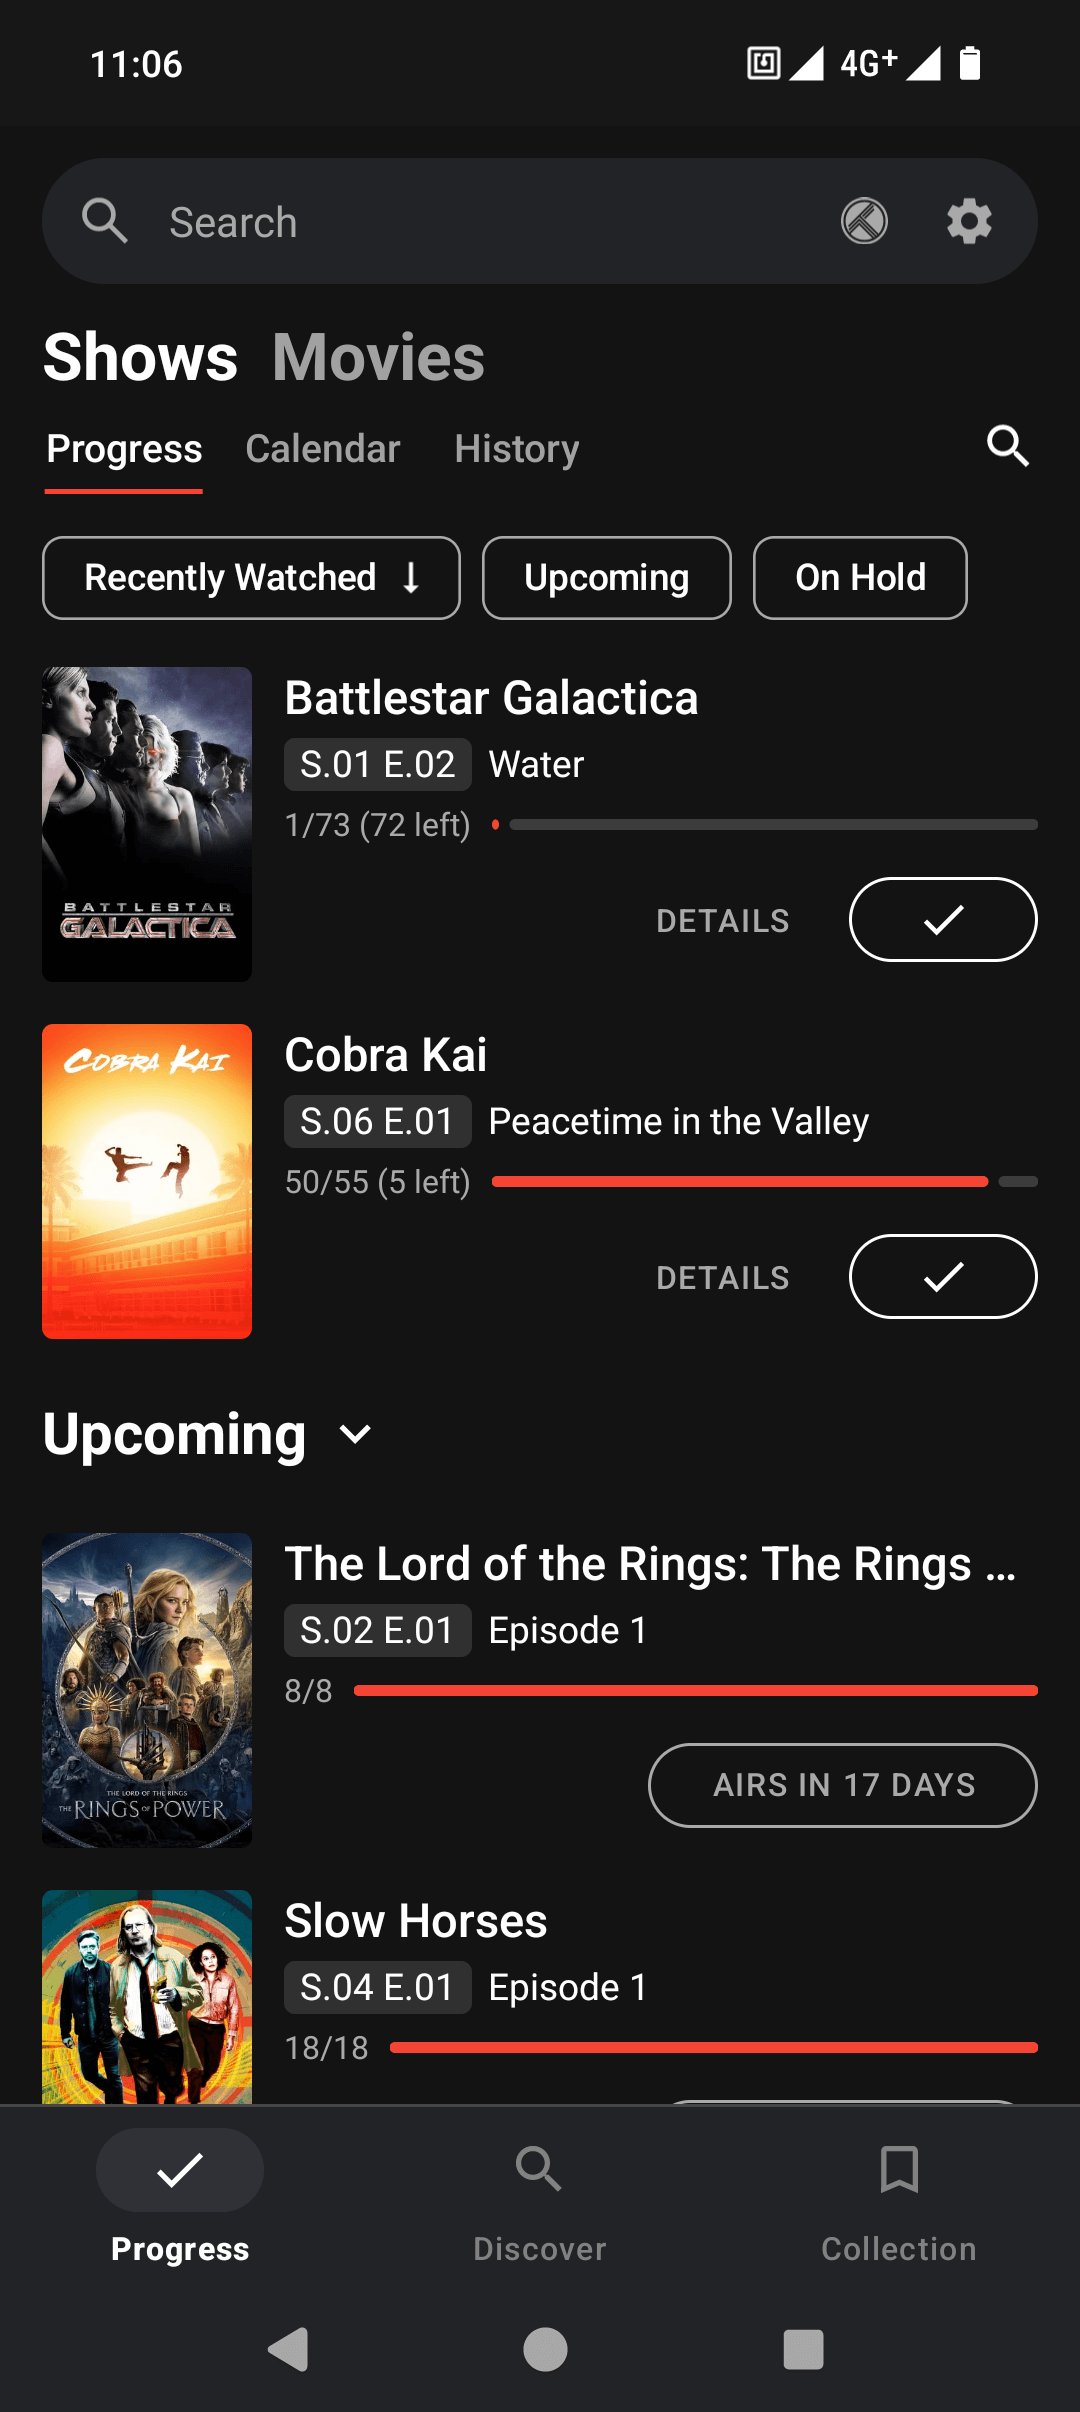 11:06
4G+
Search
Shows Movies
Progress Calendar History
Recently Watched ↓ Upcoming On Hold
BATTLESTAR
GALACTICA
Battlestar Galactica
S.01 E.02 Water
1/73 (72 left)
DETAILS
COBRA KAI
Cobra Kai
S.06 E.01 Peacetime in the Valley
50/55 (5 left)
DETAILS
Upcoming
THE LORD OF THE RINGS
THE RINGS OF POWER
The Lord of the Rings: The Rings ...
S.02 E.01 Episode 1
8/8
AIRS IN 17 DAYS
Slow Horses
S.04 E.01 Episode 1
18/18
Progress Discover Collection